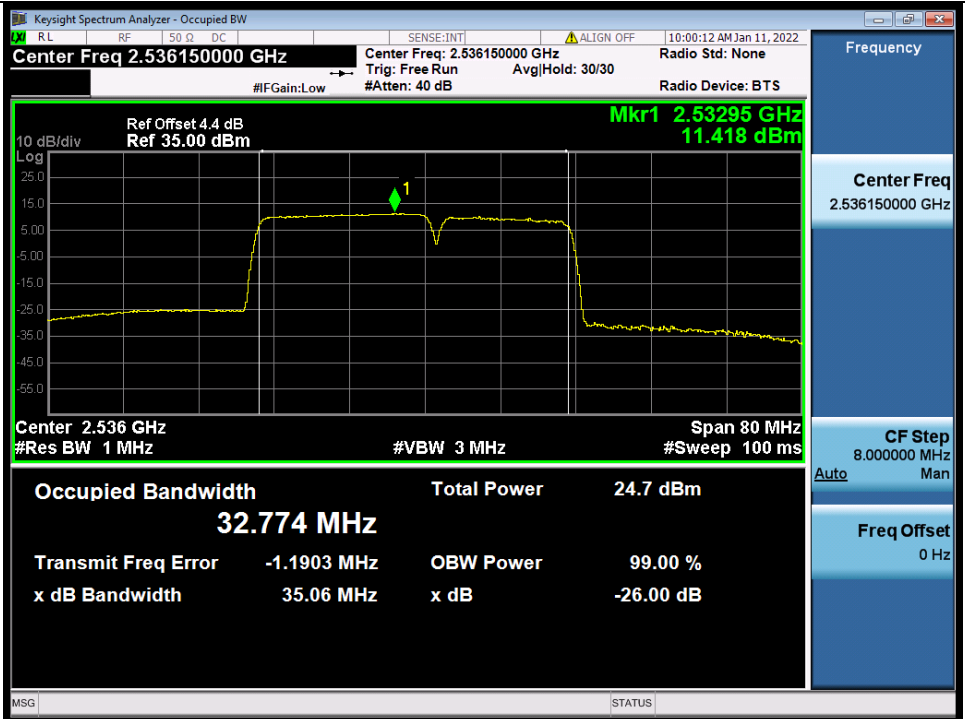 Keysight Spectrum Analyzer - Occupied BW
LXI RL RF 50 Ω DC SENSE:INT ALIGN OFF 10:00:12 AM Jan 11, 2022
Center Freq 2.536150000 GHz
Center Freq: 2.536150000 GHz Radio Std: None
Trig: Free Run Avg|Hold: 30/30
#IFGain:Low #Atten: 40 dB Radio Device: BTS
Mkr1 2.53295 GHz
11.418 dBm
Ref Offset 4.4 dB
10 dB/div Ref 35.00 dBm
Log
25.0
15.0
5.00
-5.00
-15.0
-25.0
-35.0
-45.0
-55.0
1
Center 2.536 GHz Span 80 MHz
#Res BW 1 MHz #VBW 3 MHz #Sweep 100 ms
Occupied Bandwidth Total Power 24.7 dBm
32.774 MHz
Transmit Freq Error -1.1903 MHz OBW Power 99.00 %
x dB Bandwidth 35.06 MHz x dB -26.00 dB
Frequency
Center Freq
2.536150000 GHz
CF Step
8.000000 MHz
Auto Man
Freq Offset
0 Hz
MSG STATUS